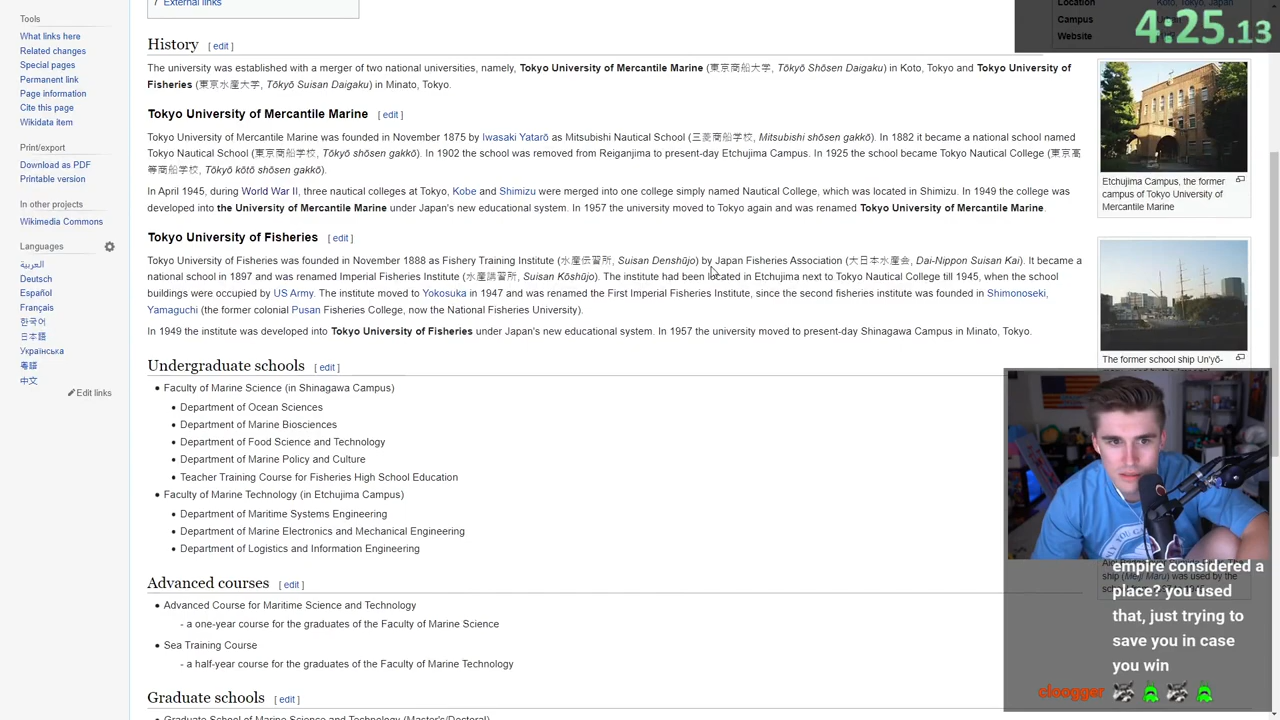 7 External links
Location Koto, Tokyo, Japan
Campus
Website
4:25.13
Tools
What links here
Related changes
Special pages
Permanent link
Page information
Cite this page
Wikidata item
Print/export
Download as PDF
Printable version
In other projects
Wikimedia Commons
Languages
العربية
Deutsch
Español
Français
한국어
日本語
Українська
粵語
中文
Edit links
History [ edit ]
The university was established with a merger of two national universities, namely, Tokyo University of Mercantile Marine (東京商船大学, Tōkyō Shōsen Daigaku) in Koto, Tokyo and Tokyo University of
Fisheries (東京水産大学, Tōkyō Suisan Daigaku) in Minato, Tokyo.
Tokyo University of Mercantile Marine [ edit ]
Tokyo University of Mercantile Marine was founded in November 1875 by Iwasaki Yatarō as Mitsubishi Nautical School (三菱商船学校, Mitsubishi shōsen gakkō). In 1882 it became a national school named
Tokyo Nautical School (東京商船学校, Tōkyō shōsen gakkō). In 1902 the school was removed from Reiganjima to present-day Etchujima Campus. In 1925 the school became Tokyo Nautical College (東京高
等商船学校, Tōkyō kōtō shōsen gakkō).
In April 1945, during World War II, three nautical colleges at Tokyo, Kobe and Shimizu were merged into one college simply named Nautical College, which was located in Shimizu. In 1949 the college was
developed into the University of Mercantile Marine under Japan's new educational system. In 1957 the university moved to Tokyo again and was renamed Tokyo University of Mercantile Marine.
Tokyo University of Fisheries [ edit ]
Tokyo University of Fisheries was founded in November 1888 as Fishery Training Institute (水産伝習所, Suisan Denshūjo) by Japan Fisheries Association (大日本水産会, Dai-Nippon Suisan Kai). It became a
national school in 1897 and was renamed Imperial Fisheries Institute (水産講習所, Suisan Kōshūjo). The institute had been located in Etchujima next to Tokyo Nautical College till 1945, when the school
buildings were occupied by US Army. The institute moved to Yokosuka in 1947 and was renamed the First Imperial Fisheries Institute, since the second fisheries institute was founded in Shimonoseki,
Yamaguchi (the former colonial Pusan Fisheries College, now the National Fisheries University).
In 1949 the institute was developed into Tokyo University of Fisheries under Japan's new educational system. In 1957 the university moved to present-day Shinagawa Campus in Minato, Tokyo.
Undergraduate schools [ edit ]
Faculty of Marine Science (in Shinagawa Campus)
Department of Ocean Sciences
Department of Marine Biosciences
Department of Food Science and Technology
Department of Marine Policy and Culture
Teacher Training Course for Fisheries High School Education
Faculty of Marine Technology (in Etchujima Campus)
Department of Maritime Systems Engineering
Department of Marine Electronics and Mechanical Engineering
Department of Logistics and Information Engineering
Advanced courses [ edit ]
Advanced Course for Maritime Science and Technology
- a one-year course for the graduates of the Faculty of Marine Science
Sea Training Course
- a half-year course for the graduates of the Faculty of Marine Technology
Graduate schools [ edit ]
Graduate School of Marine Science and Technology (Master's/Doctoral)
Etchujima Campus, the former
campus of Tokyo University of
Mercantile Marine
The former school ship Un'yō-
ship (Meiji Maru) was used by the
empire considered a
place? you used
that, just trying to
save you in case
you win
cloogger